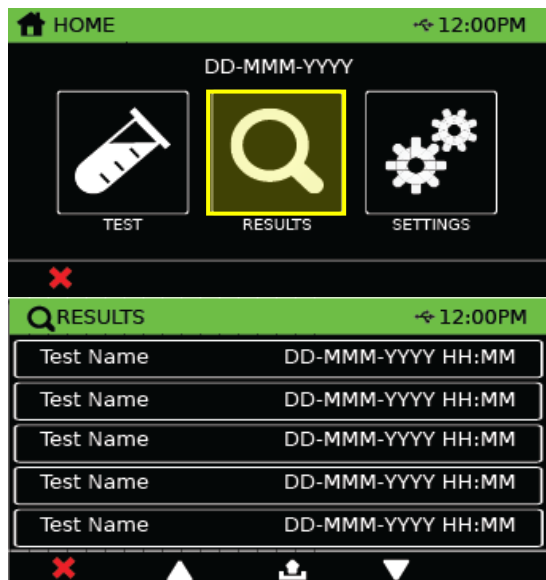 HOME 12:00PM
DD-MMM-YYYY
TEST RESULTS SETTINGS
RESULTS 12:00PM
Test Name DD-MMM-YYYY HH:MM
Test Name DD-MMM-YYYY HH:MM
Test Name DD-MMM-YYYY HH:MM
Test Name DD-MMM-YYYY HH:MM
Test Name DD-MMM-YYYY HH:MM